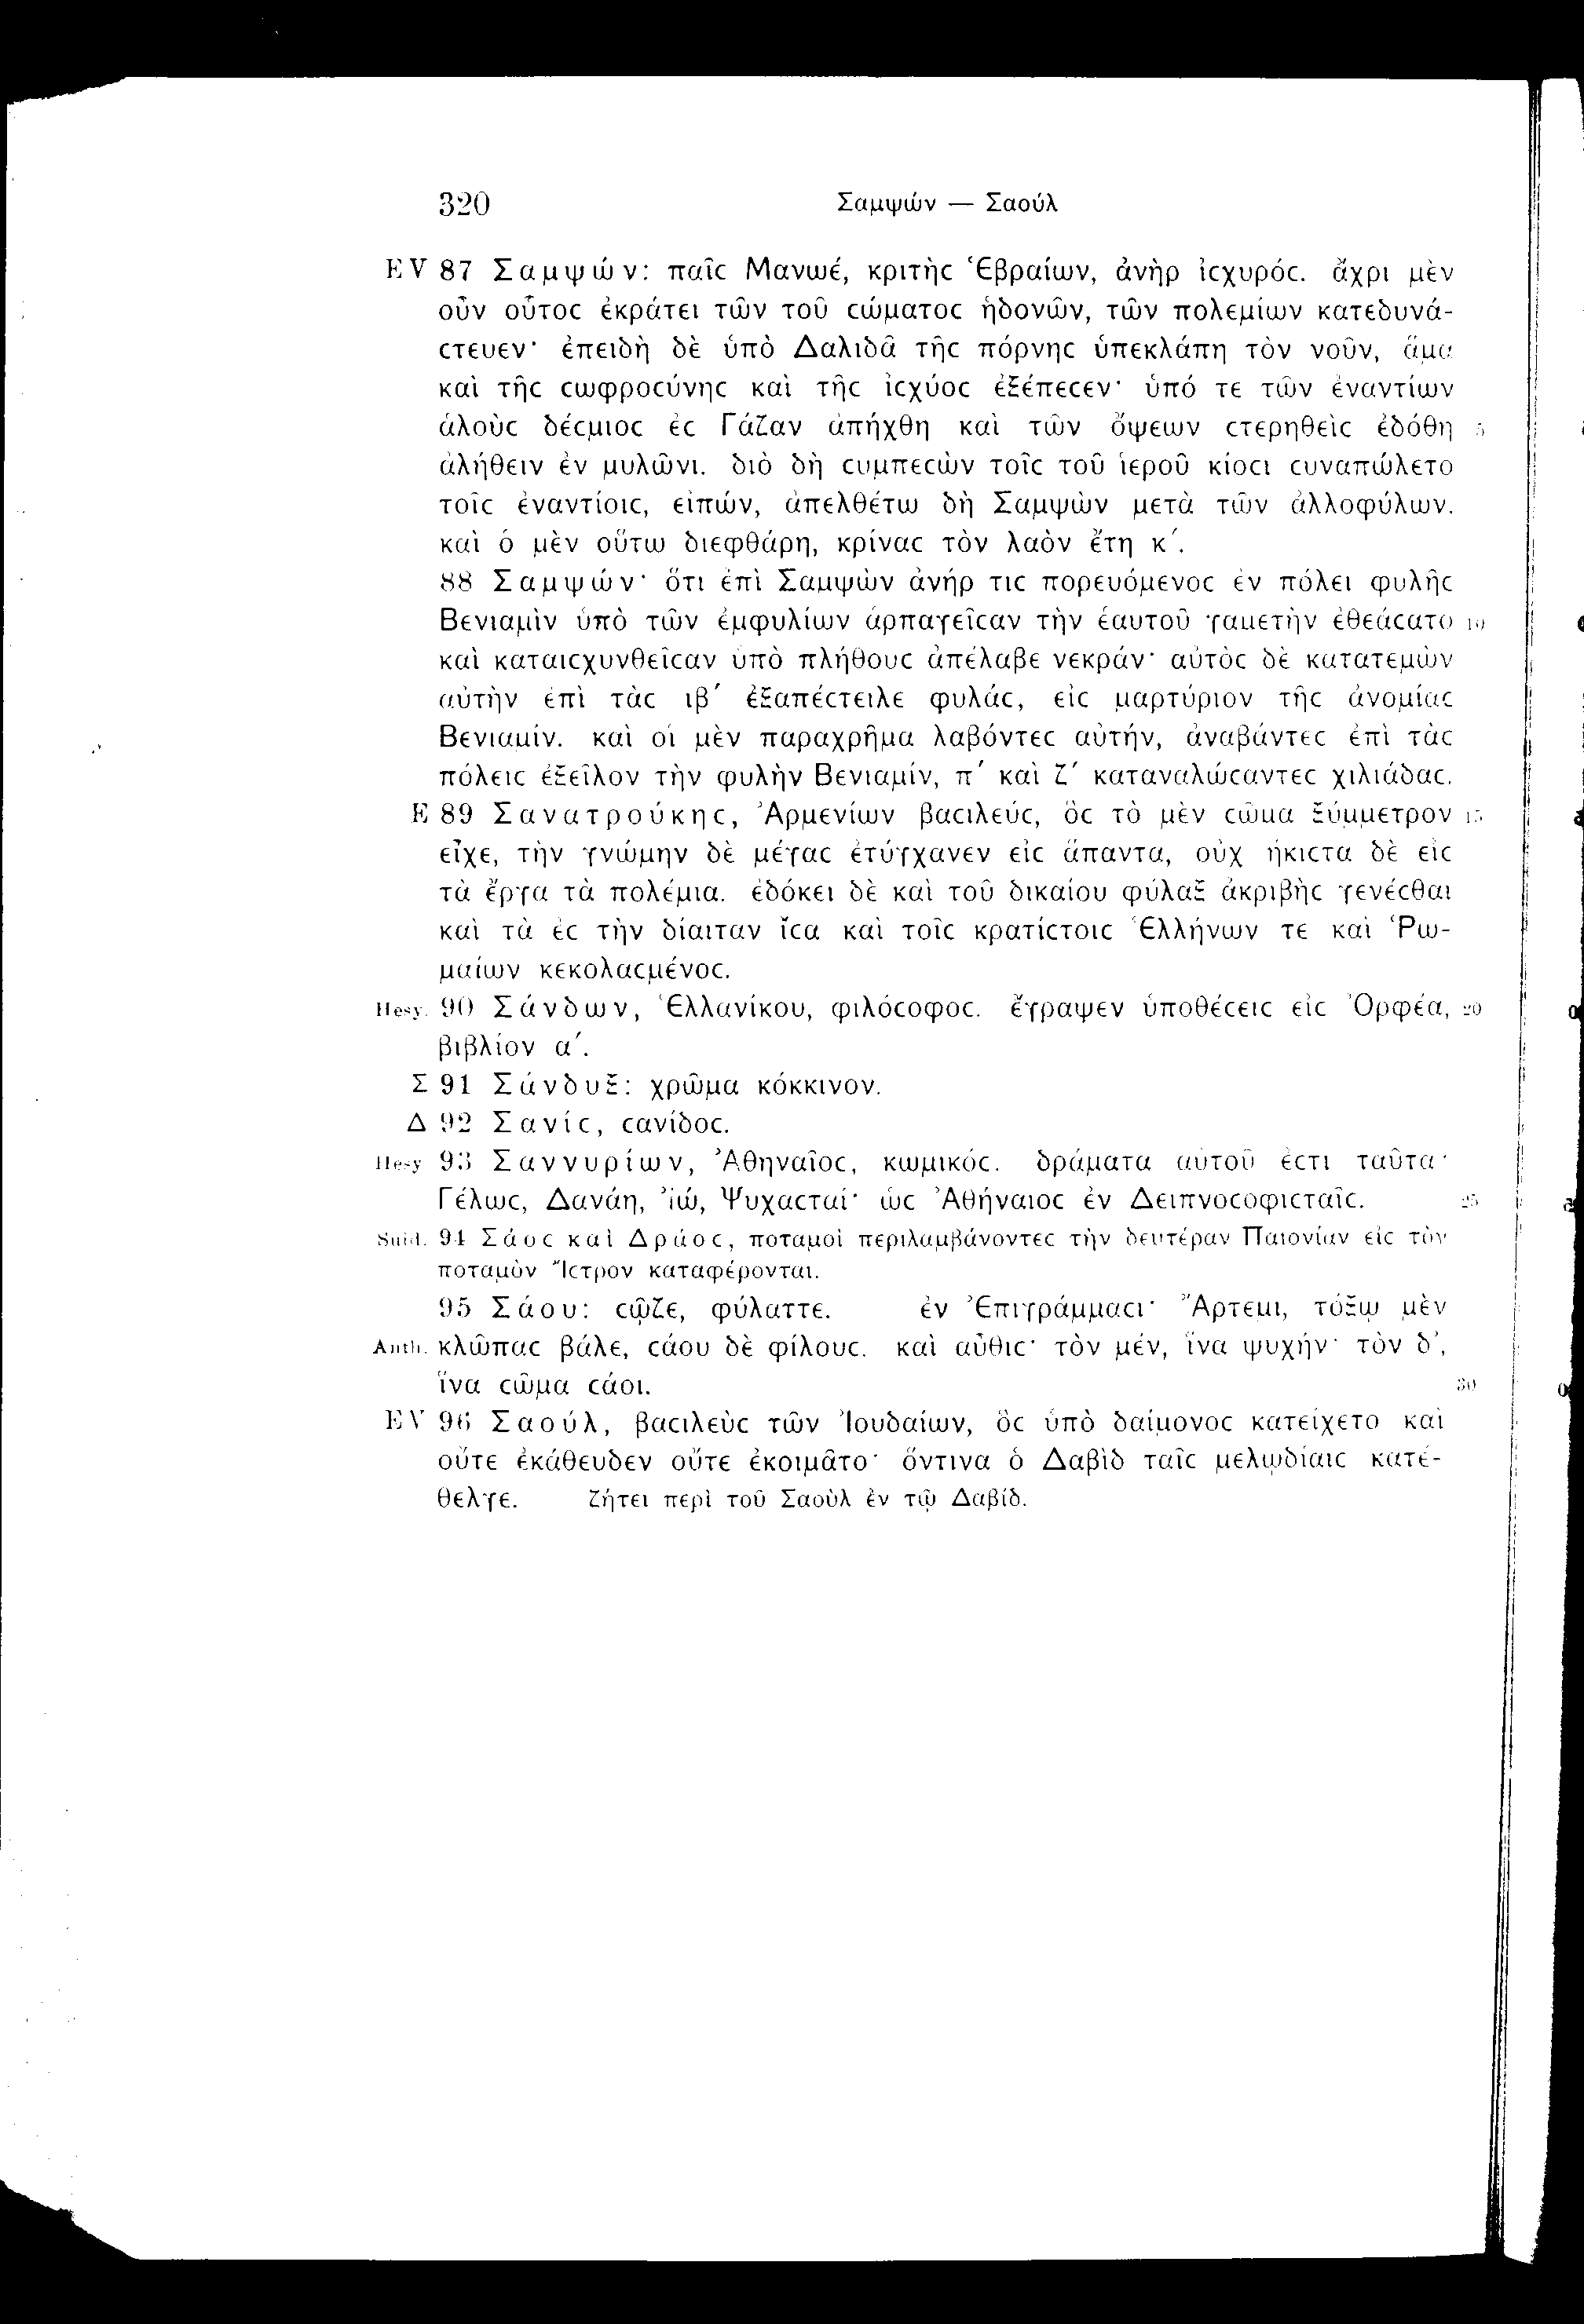 320 Σαμψών — Σαούλ
EV 87 Σαμψών: παῖϲ Μανωέ, κριτὴϲ Ἑβραίων, ἀνὴρ ἰϲχυρόϲ. ἄχρι μὲν
οὖν οὗτοϲ ἐκράτει τῶν τοῦ ϲώματοϲ ἡδονῶν, τῶν πολεμίων κατεδυνά-
ϲτευεν· ἐπειδὴ δὲ ὑπὸ Δαλιδᾶ τῆϲ πόρνηϲ ὑπεκλάπη τὸν νοῦν, ἅμα
καὶ τῆϲ ϲωφροϲύνηϲ καὶ τῆϲ ἰϲχύοϲ ἐξέπεϲεν· ὑπό τε τῶν ἐναντίων
ἁλοὺϲ δέϲμιοϲ ἐϲ Γάζαν ἀπήχθη καὶ τῶν ὄψεων ϲτερηθεὶϲ ἐδόθη 5
ἀλήθειν ἐν μυλῶνι. διὸ δὴ ϲυμπεϲὼν τοῖϲ τοῦ ἱεροῦ κίοϲι ϲυναπώλετο
τοῖϲ ἐναντίοιϲ, εἰπών, ἀπελθέτω δὴ Σαμψὼν μετὰ τῶν ἀλλοφύλων.
καὶ ὁ μὲν οὕτω διεφθάρη, κρίναϲ τὸν λαὸν ἔτη κ΄.
88 Σαμψών· ὅτι ἐπὶ Σαμψὼν ἀνήρ τιϲ πορευόμενοϲ ἐν πόλει φυλῆϲ
Βενιαμὶν ὑπὸ τῶν ἐμφυλίων ἁρπαγεῖϲαν τὴν ἑαυτοῦ γαμετὴν ἐθεάϲατο 10
καὶ καταιϲχυνθεῖϲαν ὑπὸ πλήθουϲ ἀπέλαβε νεκράν· αὐτὸϲ δὲ κατατεμὼν
αὐτὴν ἐπὶ τὰϲ ιβ΄ ἐξαπέϲτειλε φυλάϲ, εἰϲ μαρτύριον τῆϲ ἀνομίαϲ
Βενιαμίν. καὶ οἱ μὲν παραχρῆμα λαβόντεϲ αὐτήν, ἀναβάντεϲ ἐπὶ τὰϲ
πόλειϲ ἐξεῖλον τὴν φυλὴν Βενιαμίν, π΄ καὶ ζ΄ καταναλώϲαντεϲ χιλιάδαϲ.
E 89 Σανατρούκηϲ, Ἀρμενίων βαϲιλεύϲ, ὃϲ τὸ μὲν ϲῶμα ξύμμετρον 15
εἶχε, τὴν γνώμην δὲ μέγαϲ ἐτύγχανεν εἰϲ ἅπαντα, οὐχ ἥκιϲτα δὲ εἰϲ
τὰ ἔργα τὰ πολέμια. ἐδόκει δὲ καὶ τοῦ δικαίου φύλαξ ἀκριβὴϲ γενέϲθαι
καὶ τὰ ἐϲ τὴν δίαιταν ἴϲα καὶ τοῖϲ κρατίϲτοιϲ Ἑλλήνων τε καὶ Ῥω-
μαίων κεκολαϲμένοϲ.
Hesy. 90 Σάνδων, Ἑλλανίκου, φιλόϲοφοϲ. ἔγραψεν ὑποθέϲειϲ εἰϲ Ὀρφέα, 20
βιβλίον α΄.
Σ 91 Σάνδυξ: χρῶμα κόκκινον.
Δ 92 Σανίϲ, ϲανίδοϲ.
Hesy 93 Σαννυρίων, Ἀθηναῖοϲ, κωμικόϲ. δράματα αὐτοῦ ἐϲτι ταῦτα·
Γέλωϲ, Δανάη, Ἰώ, Ψυχαϲταί· ὡϲ Ἀθήναιοϲ ἐν Δειπνοϲοφιϲταῖϲ. 25
Suid. 94 Σάοϲ καὶ Δράοϲ, ποταμοὶ περιλαμβάνοντεϲ τὴν δευτέραν Παιονίαν εἰϲ τὸν
ποταμὸν Ἴϲτρον καταφέρονται.
95 Σάου: ϲῷζε, φύλαττε. ἐν Ἐπιγράμμαϲι· Ἄρτεμι, τόξῳ μὲν
Anth. κλῶπαϲ βάλε, ϲάου δὲ φίλουϲ. καὶ αὖθιϲ· τὸν μέν, ἵνα ψυχήν· τὸν δ᾽,
ἵνα ϲῶμα ϲάοι. 30
EV 96 Σαούλ, βαϲιλεὺϲ τῶν Ἰουδαίων, ὃϲ ὑπὸ δαίμονοϲ κατείχετο καὶ
οὔτε ἐκάθευδεν οὔτε ἐκοιμᾶτο· ὅντινα ὁ Δαβὶδ ταῖϲ μελῳδίαιϲ κατέ-
θελγε. ζήτει περὶ τοῦ Σαοὺλ ἐν τῷ Δαβίδ.